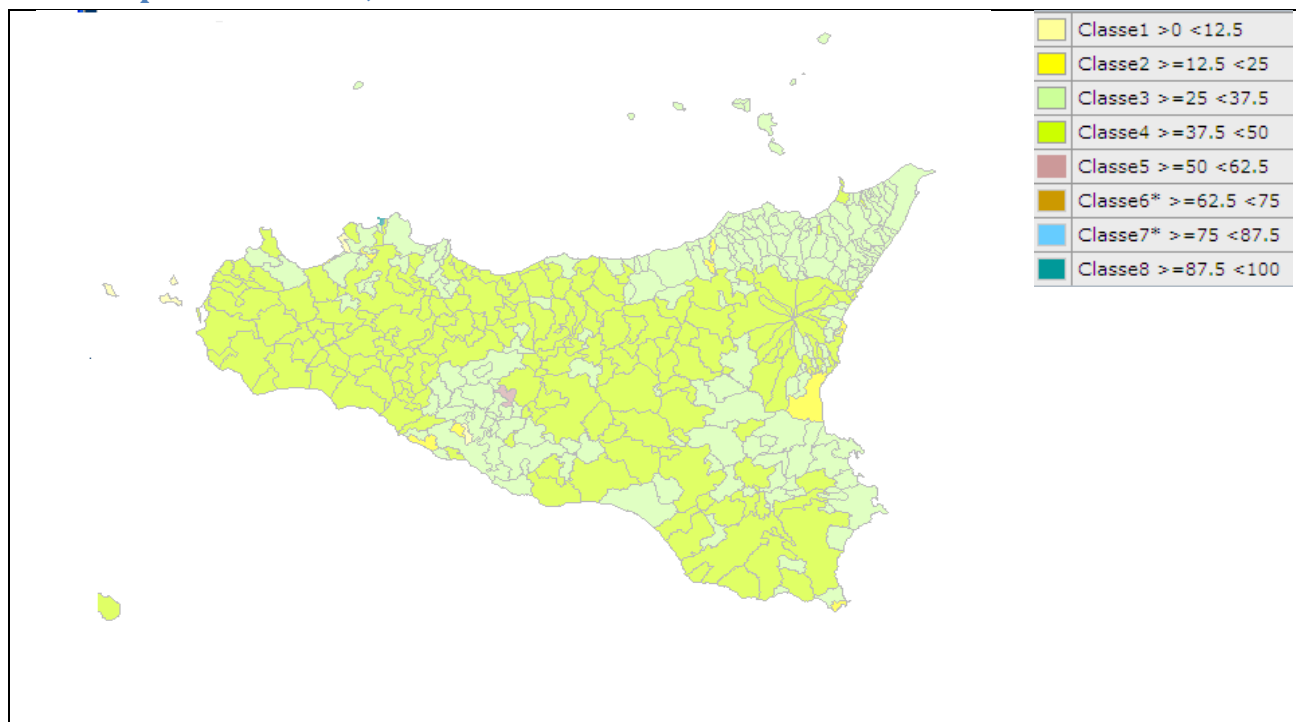 Classe1 >0 <12.5
Classe2 >=12.5 <25
Classe3 >=25 <37.5
Classe4 >=37.5 <50
Classe5 >=50 <62.5
Classe6* >=62.5 <75
Classe7* >=75 <87.5
Classe8 >=87.5 <100